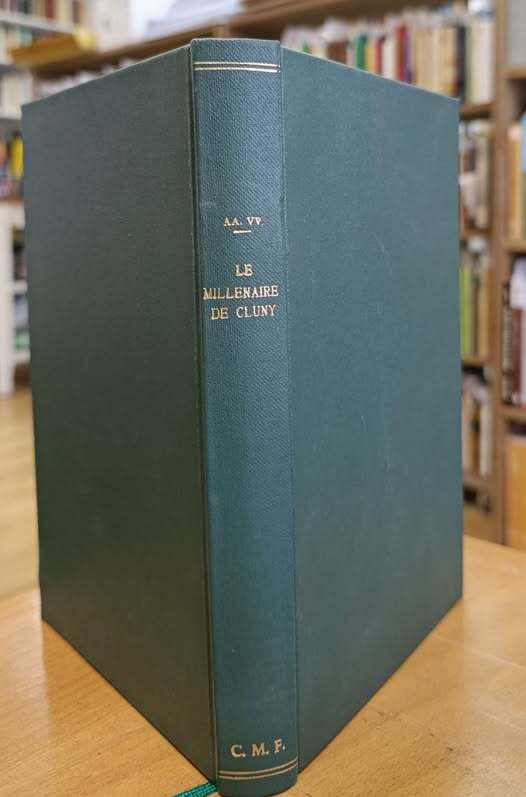 AA. VV.
LE
MILLENAIRE
DE CLUNY
C. M. F.